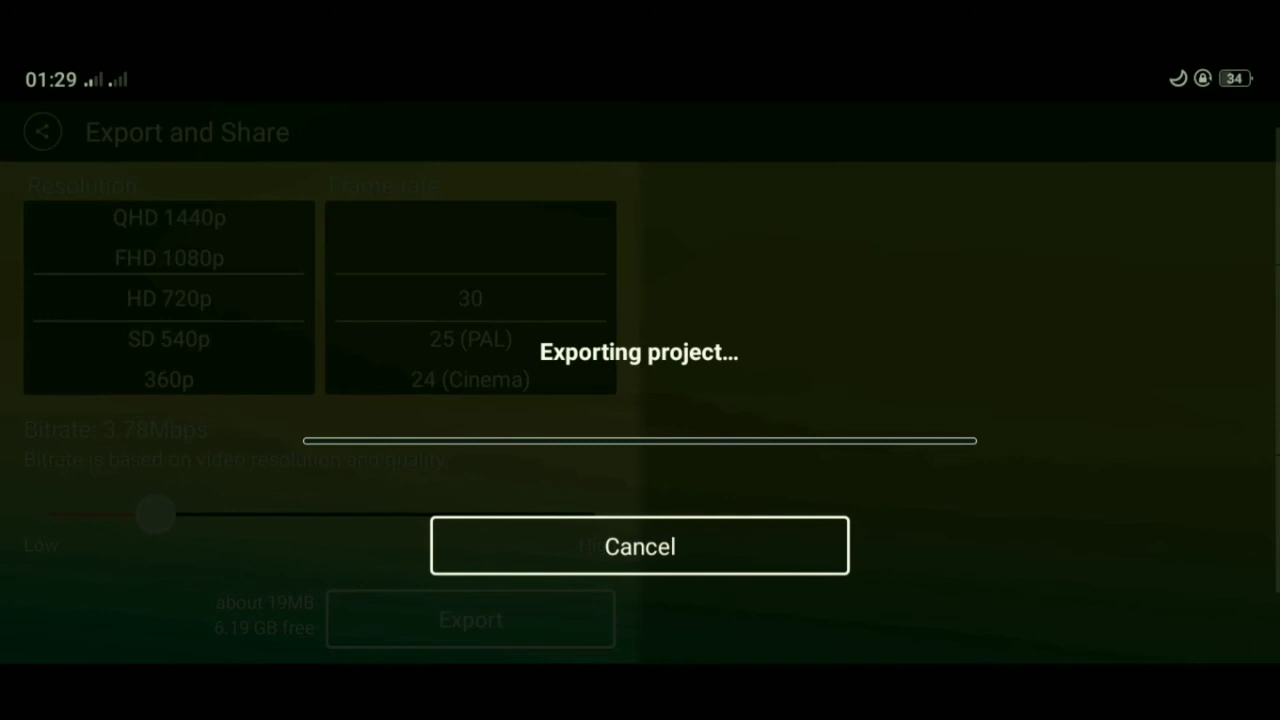 01:29
34
Export and Share
Resolution
Frame rate
QHD 1440p
FHD 1080p
HD 720p
SD 540p
360p
30
25 (PAL)
24 (Cinema)
Exporting project...
Bitrate: 3.78Mbps
Bitrate is based on video resolution and quality
Low
Cancel
about 19MB
6.19 GB free
Export